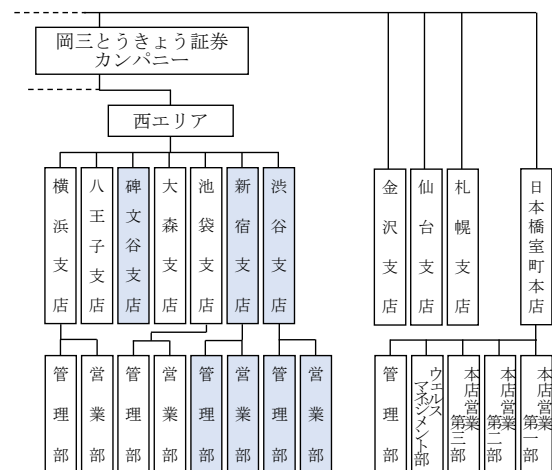 岡三とうきょう証券
カンパニー
西エリア
横浜支店
八王子支店
碑文谷支店
大森支店
池袋支店
新宿支店
渋谷支店
金沢支店
仙台支店
札幌支店
日本橋室町本店
管理部
営業部
管理部
営業部
管理部
営業部
管理部
営業部
管理部
ウェルス
マネジメント部
本店営業
第三部
本店営業
第二部
本店営業
第一部